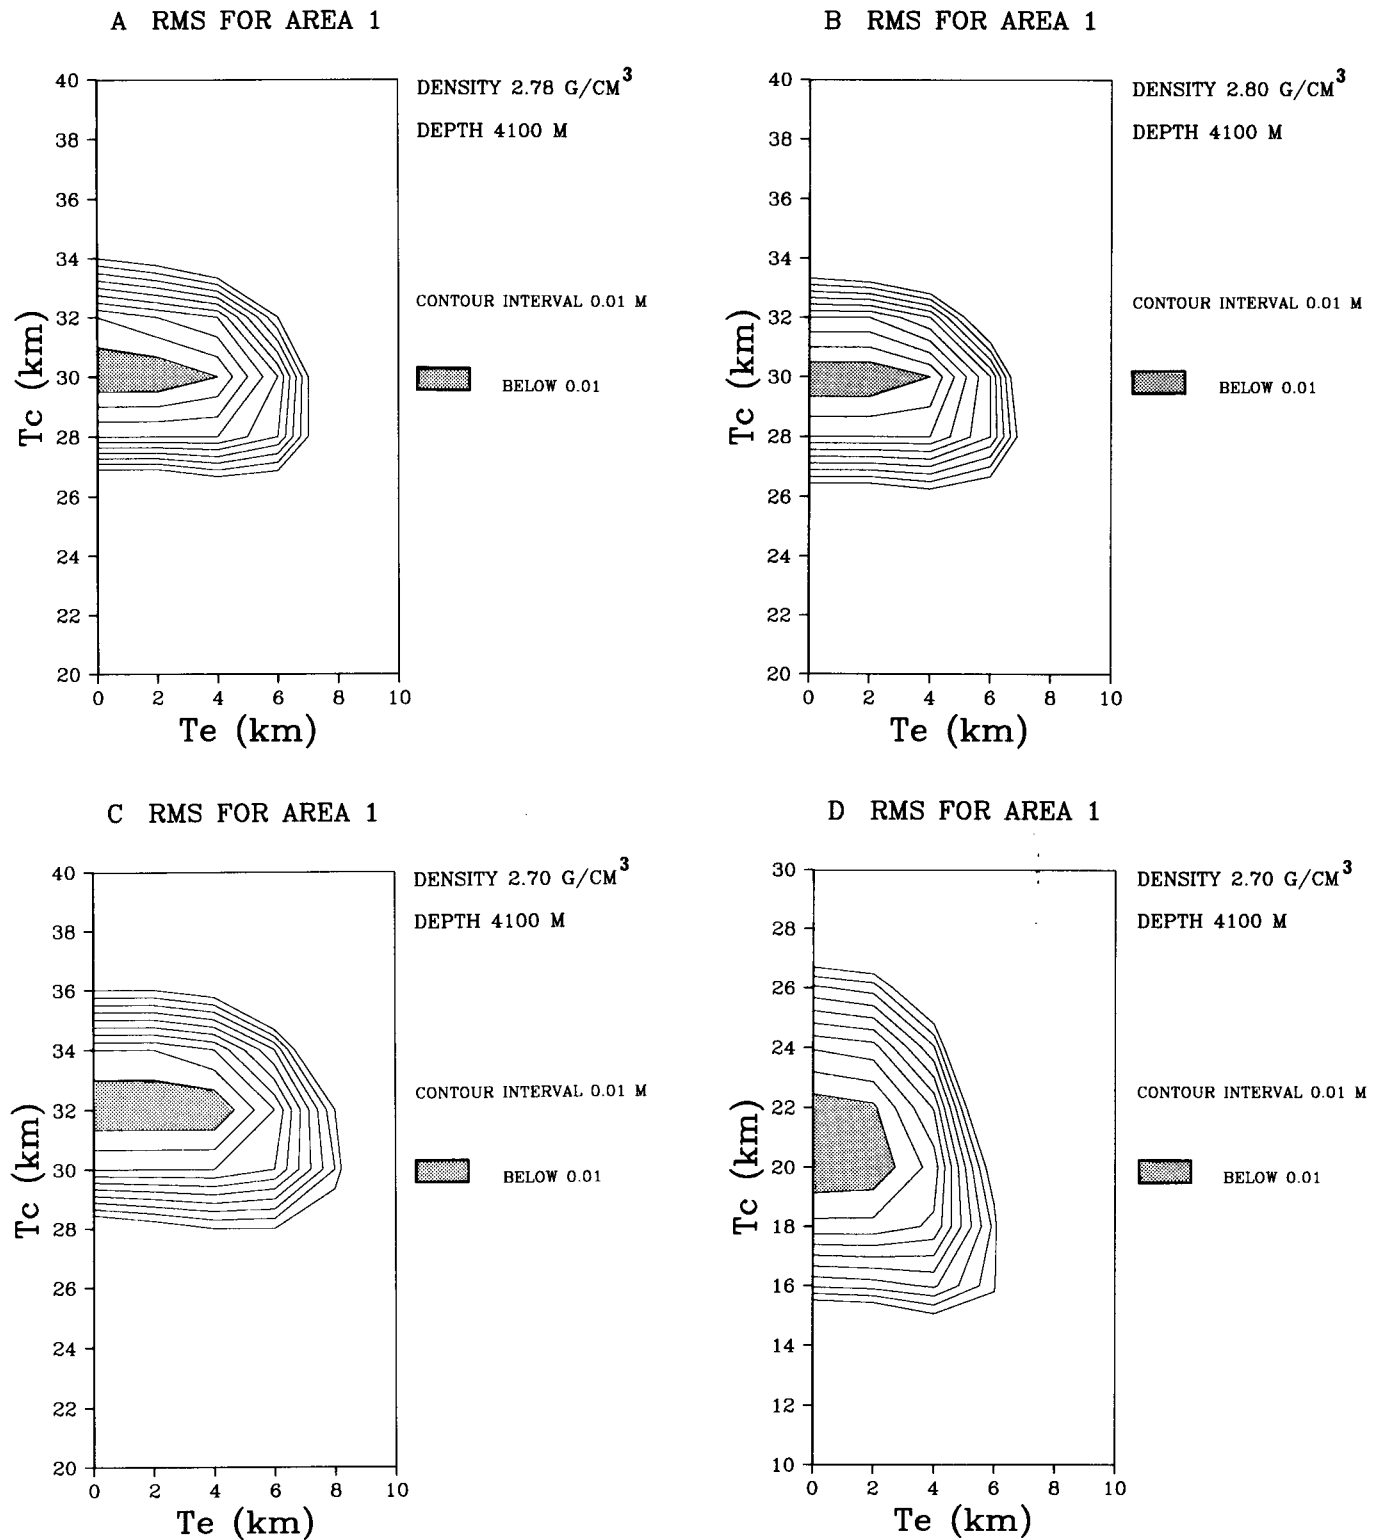 A RMS FOR AREA 1
DENSITY 2.78 G/CM3
DEPTH 4100 M
CONTOUR INTERVAL 0.01 M
BELOW 0.01
40
38
36
34
32
30
28
26
24
22
20
Tc (km)
0 2 4 6 8 10
Te (km)
B RMS FOR AREA 1
DENSITY 2.80 G/CM3
DEPTH 4100 M
CONTOUR INTERVAL 0.01 M
BELOW 0.01
40
38
36
34
32
30
28
26
24
22
20
Tc (km)
0 2 4 6 8 10
Te (km)
C RMS FOR AREA 1
DENSITY 2.70 G/CM3
DEPTH 4100 M
CONTOUR INTERVAL 0.01 M
BELOW 0.01
40
38
36
34
32
30
28
26
24
22
20
Tc (km)
0 2 4 6 8 10
Te (km)
D RMS FOR AREA 1
DENSITY 2.70 G/CM3
DEPTH 4100 M
CONTOUR INTERVAL 0.01 M
BELOW 0.01
30
28
26
24
22
20
18
16
14
12
10
Tc (km)
0 2 4 6 8 10
Te (km)